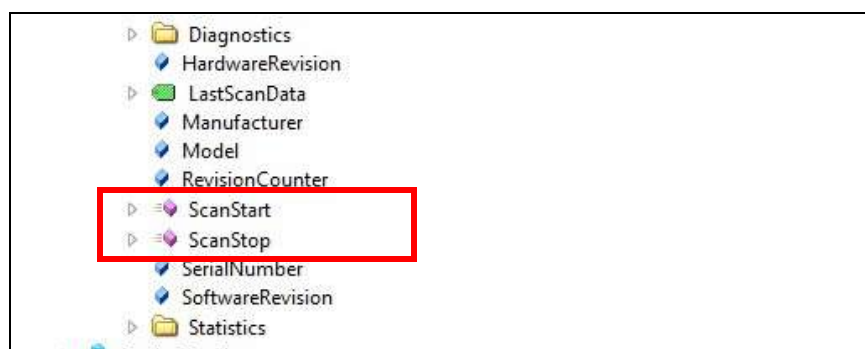 Diagnostics
HardwareRevision
LastScanData
Manufacturer
Model
RevisionCounter
ScanStart
ScanStop
SerialNumber
SoftwareRevision
Statistics